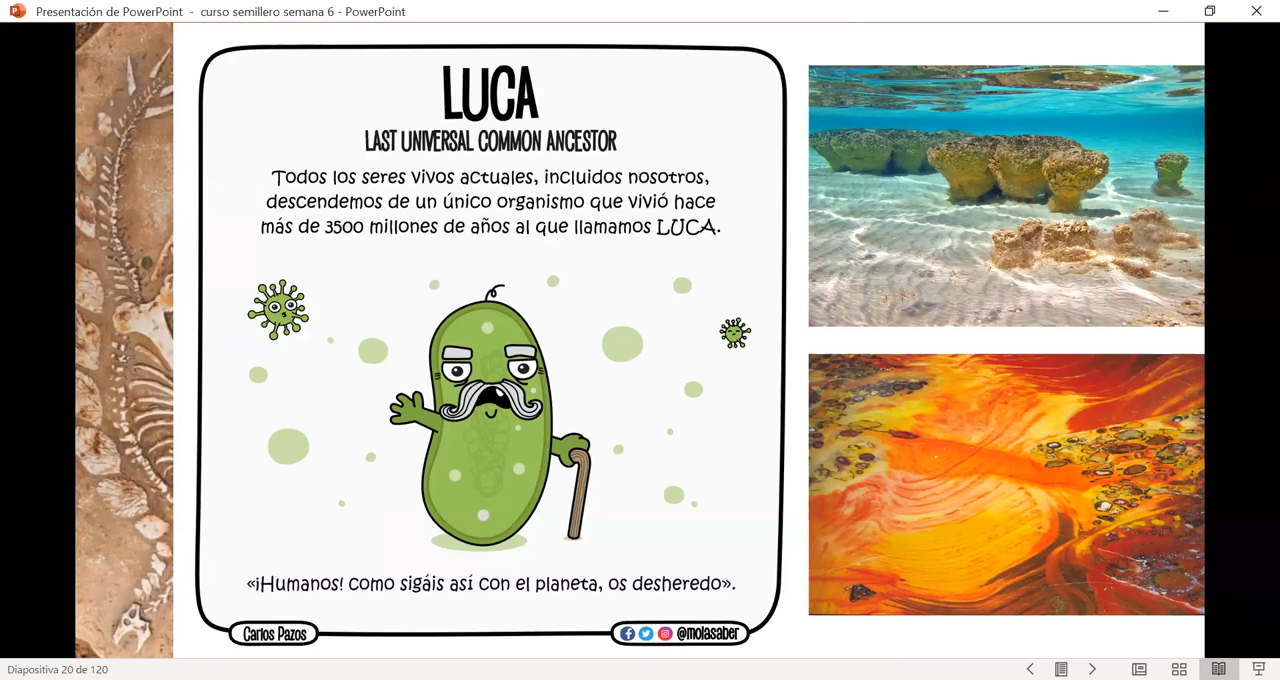 Presentación de PowerPoint - curso semillero semana 6 - PowerPoint
LUCA
LAST UNIVERSAL COMMON ANCESTOR
Todos los seres vivos actuales, incluidos nosotros,
descendemos de un único organismo que vivió hace
más de 3500 millones de años al que llamamos LUCA.
«¡Humanos! Como sigáis así con el planeta, os desheredo».
Carlos Pazos
@molasaber
Diapositiva 20 de 120